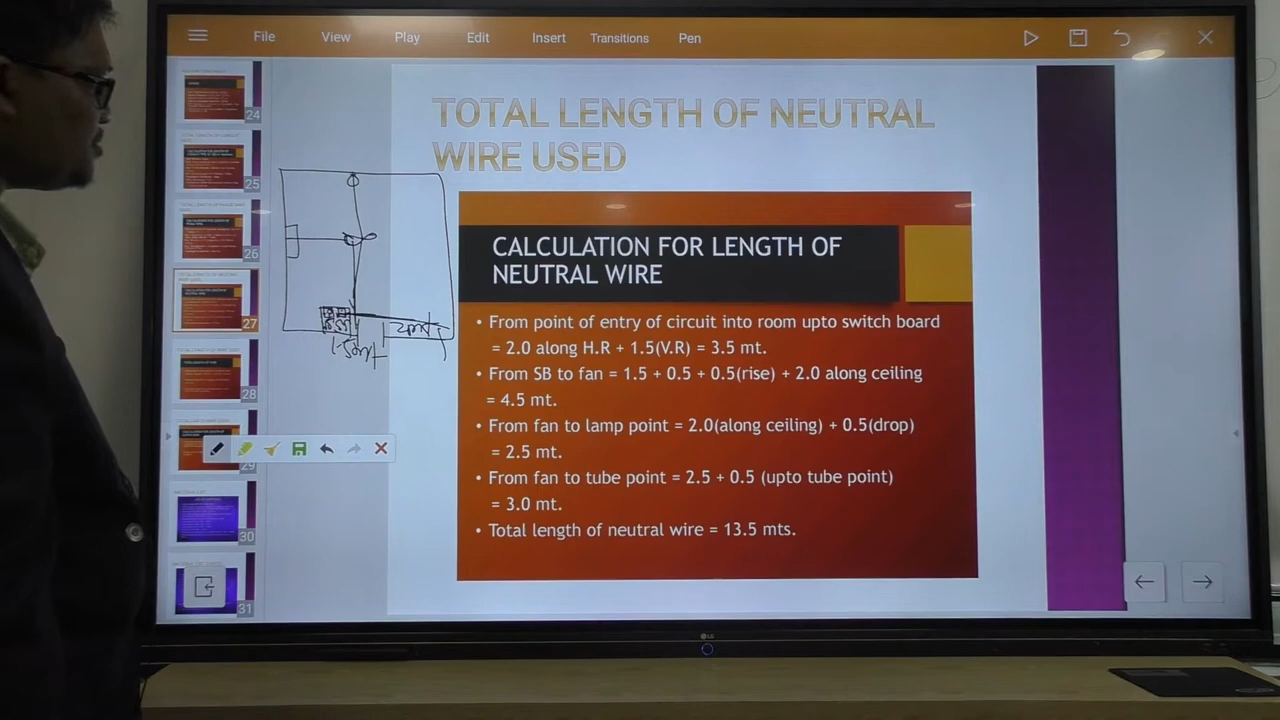 File View Play Edit Insert Transitions Pen
TOTAL LENGTH OF NEUTRAL
WIRE USED
CALCULATION FOR LENGTH OF
NEUTRAL WIRE
• From point of entry of circuit into room upto switch board
= 2.0 along H.R + 1.5(V.R) = 3.5 mt.
• From SB to fan = 1.5 + 0.5 + 0.5(rise) + 2.0 along ceiling
= 4.5 mt.
• From fan to lamp point = 2.0(along ceiling) + 0.5(drop)
= 2.5 mt.
• From fan to tube point = 2.5 + 0.5 (upto tube point)
= 3.0 mt.
• Total length of neutral wire = 13.5 mts.
24
25
26
27
28
29
30
31
LG